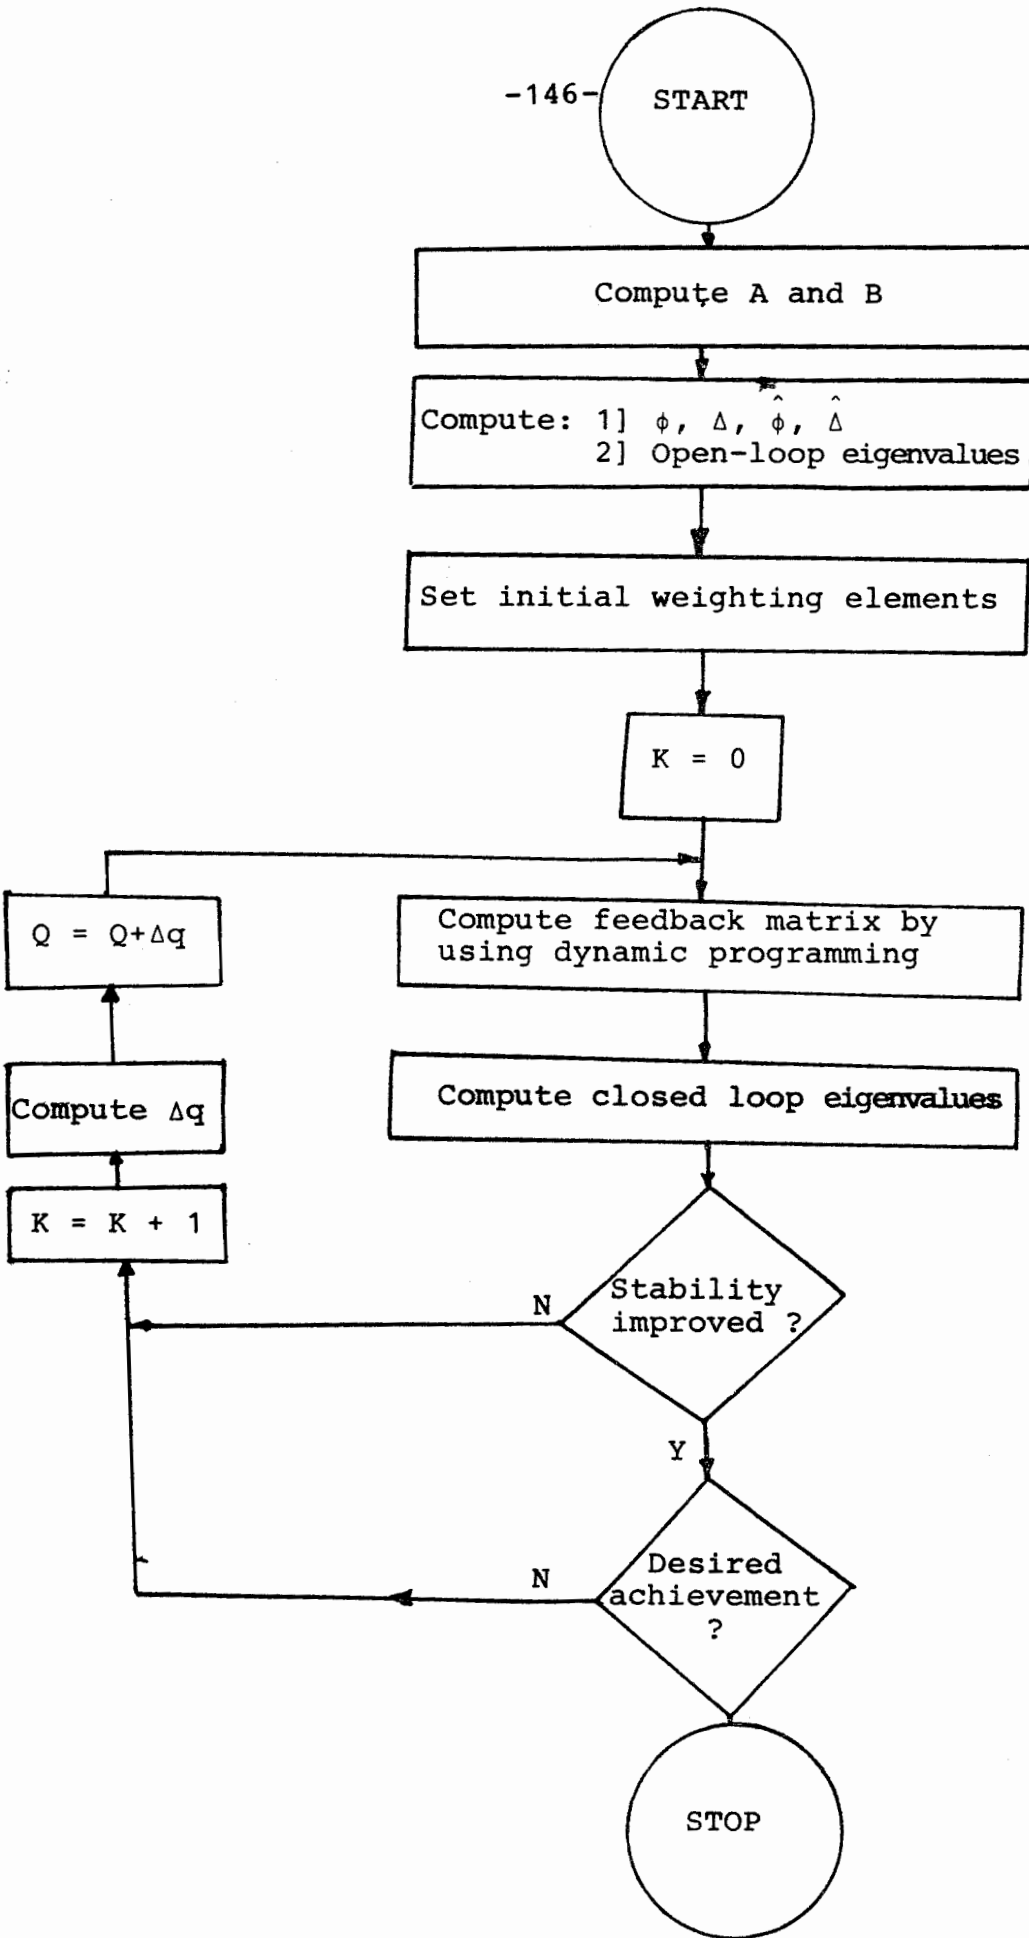 -146-
START
Compute A and B
Compute: 1] φ, Δ, φ̂, Δ̂
2] Open-loop eigenvalues
Set initial weighting elements
K = 0
Q = Q+Δq
Compute feedback matrix by
using dynamic programming
Compute Δq
Compute closed loop eigenvalues
K = K + 1
Stability
improved ?
N
Y
Desired
achievement
?
N
STOP